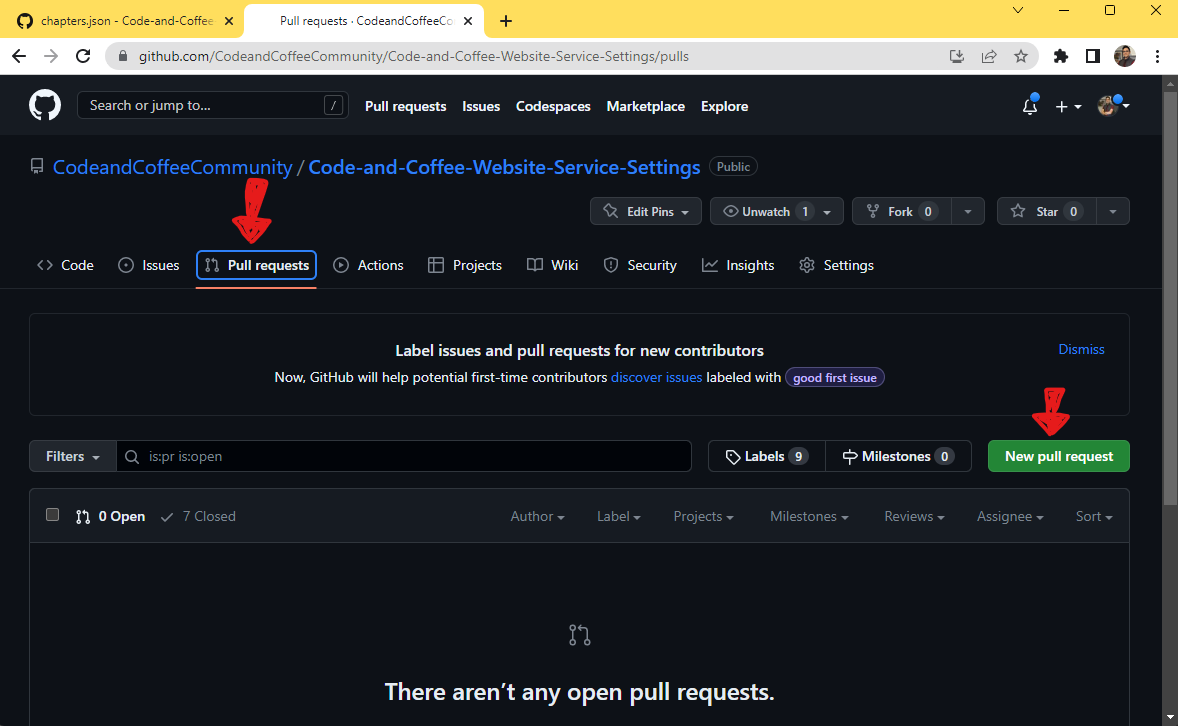 chapters.json - Code-and-Coffee
Pull requests · CodeandCoffeeCo
github.com/CodeandCoffeeCommunity/Code-and-Coffee-Website-Service-Settings/pulls
Search or jump to... / Pull requests Issues Codespaces Marketplace Explore
CodeandCoffeeCommunity / Code-and-Coffee-Website-Service-Settings Public
Edit Pins Unwatch 1 Fork 0 Star 0
Code Issues Pull requests Actions Projects Wiki Security Insights Settings
Label issues and pull requests for new contributors
Dismiss
Now, GitHub will help potential first-time contributors discover issues labeled with good first issue
Filters is:pr is:open Labels 9 Milestones 0 New pull request
0 Open 7 Closed Author Label Projects Milestones Reviews Assignee Sort
There aren’t any open pull requests.